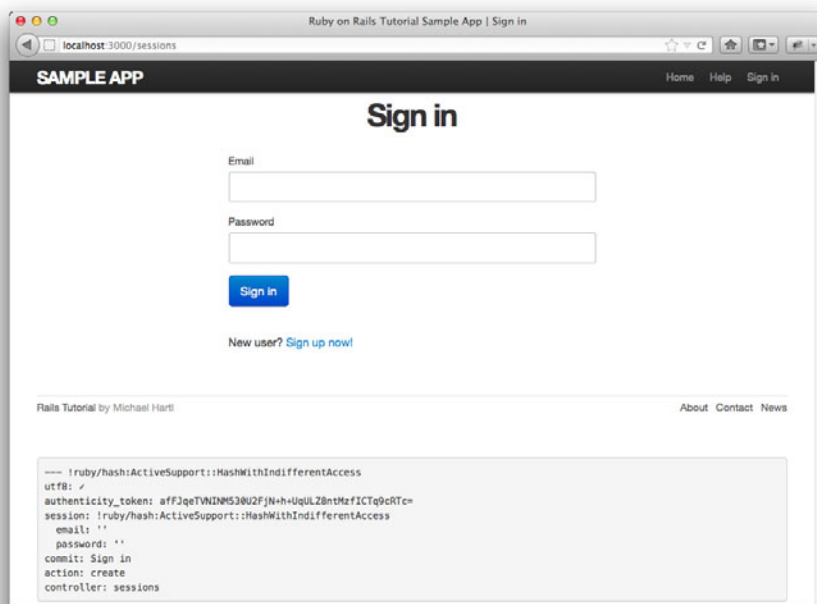 Ruby on Rails Tutorial Sample App | Sign in
localhost:3000/sessions
SAMPLE APP
Home Help Sign in
Sign in
Email
Password
Sign in
New user? Sign up now!
Rails Tutorial by Michael Hartl
About Contact News
--- !ruby/hash:ActiveSupport::HashWithIndifferentAccess
utf8: ✓
authenticity_token: afFJqeTVNINM530U2FjN+h+UqULZ8ntMzfICTq9cRTc=
session: !ruby/hash:ActiveSupport::HashWithIndifferentAccess
email: ''
password: ''
commit: Sign in
action: create
controller: sessions